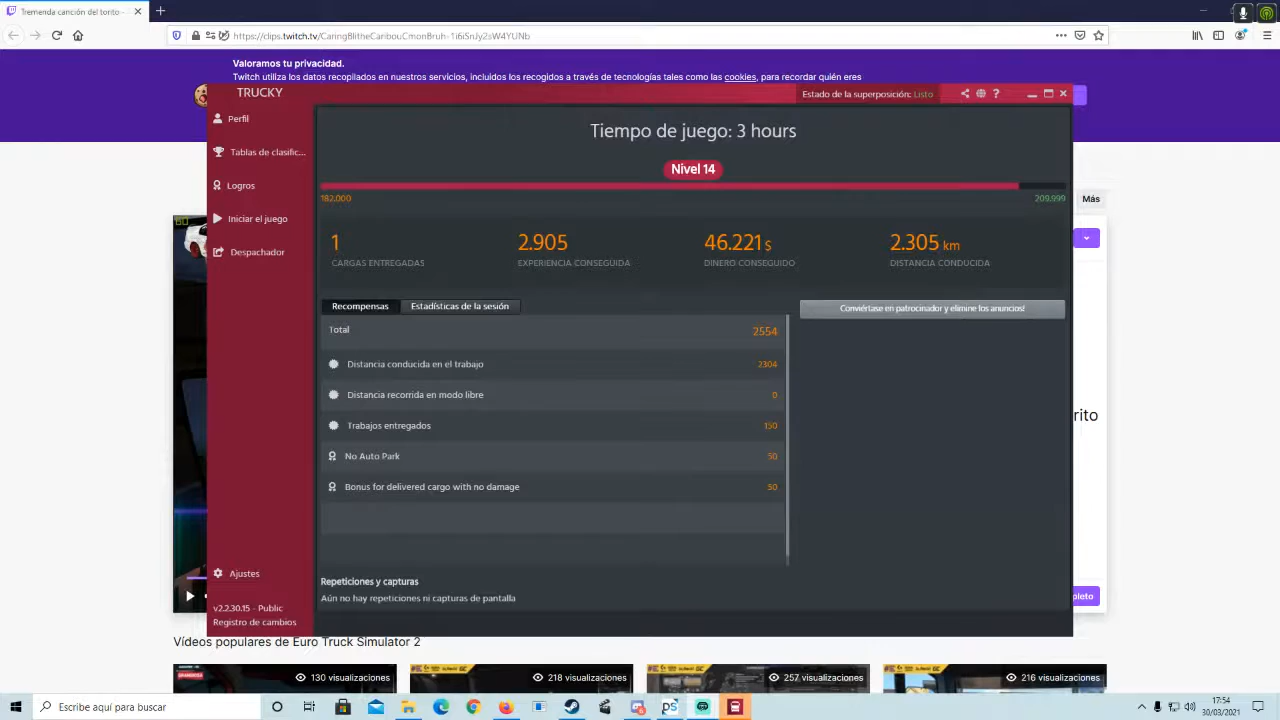 Tremenda canción del torito
https://clips.twitch.tv/CaringBlitheCaribouCmonBruh-1i6iSnJy2sW4YUNb
Valoramos tu privacidad.
Twitch utiliza los datos recopilados en nuestros servicios, incluidos los recogidos a través de tecnologías tales como las cookies, para recordar quién eres
TRUCKY
Estado de la superposición: Listo
Perfil
Tablas de clasific...
Logros
Iniciar el juego
Despachador
Tiempo de juego: 3 hours
Nivel 14
182.000
209.999
Más
1
CARGAS ENTREGADAS
2.905
EXPERIENCIA CONSEGUIDA
46.221 $
DINERO CONSEGUIDO
2.305 km
DISTANCIA CONDUCIDA
Recompensas
Estadísticas de la sesión
Conviértase en patrocinador y elimine los anuncios!
Total 2554
Distancia conducida en el trabajo 2304
Distancia recorrida en modo libre 0
Trabajos entregados 150
No Auto Park 50
Bonus for delivered cargo with no damage 50
rito
Repeticiones y capturas
Aún no hay repeticiones ni capturas de pantalla
Ajustes
v2.2.30.15 - Public
Registro de cambios
pleto
Vídeos populares de Euro Truck Simulator 2
130 visualizaciones
218 visualizaciones
257 visualizaciones
216 visualizaciones
Escribe aquí para buscar
17:54
30/03/2021